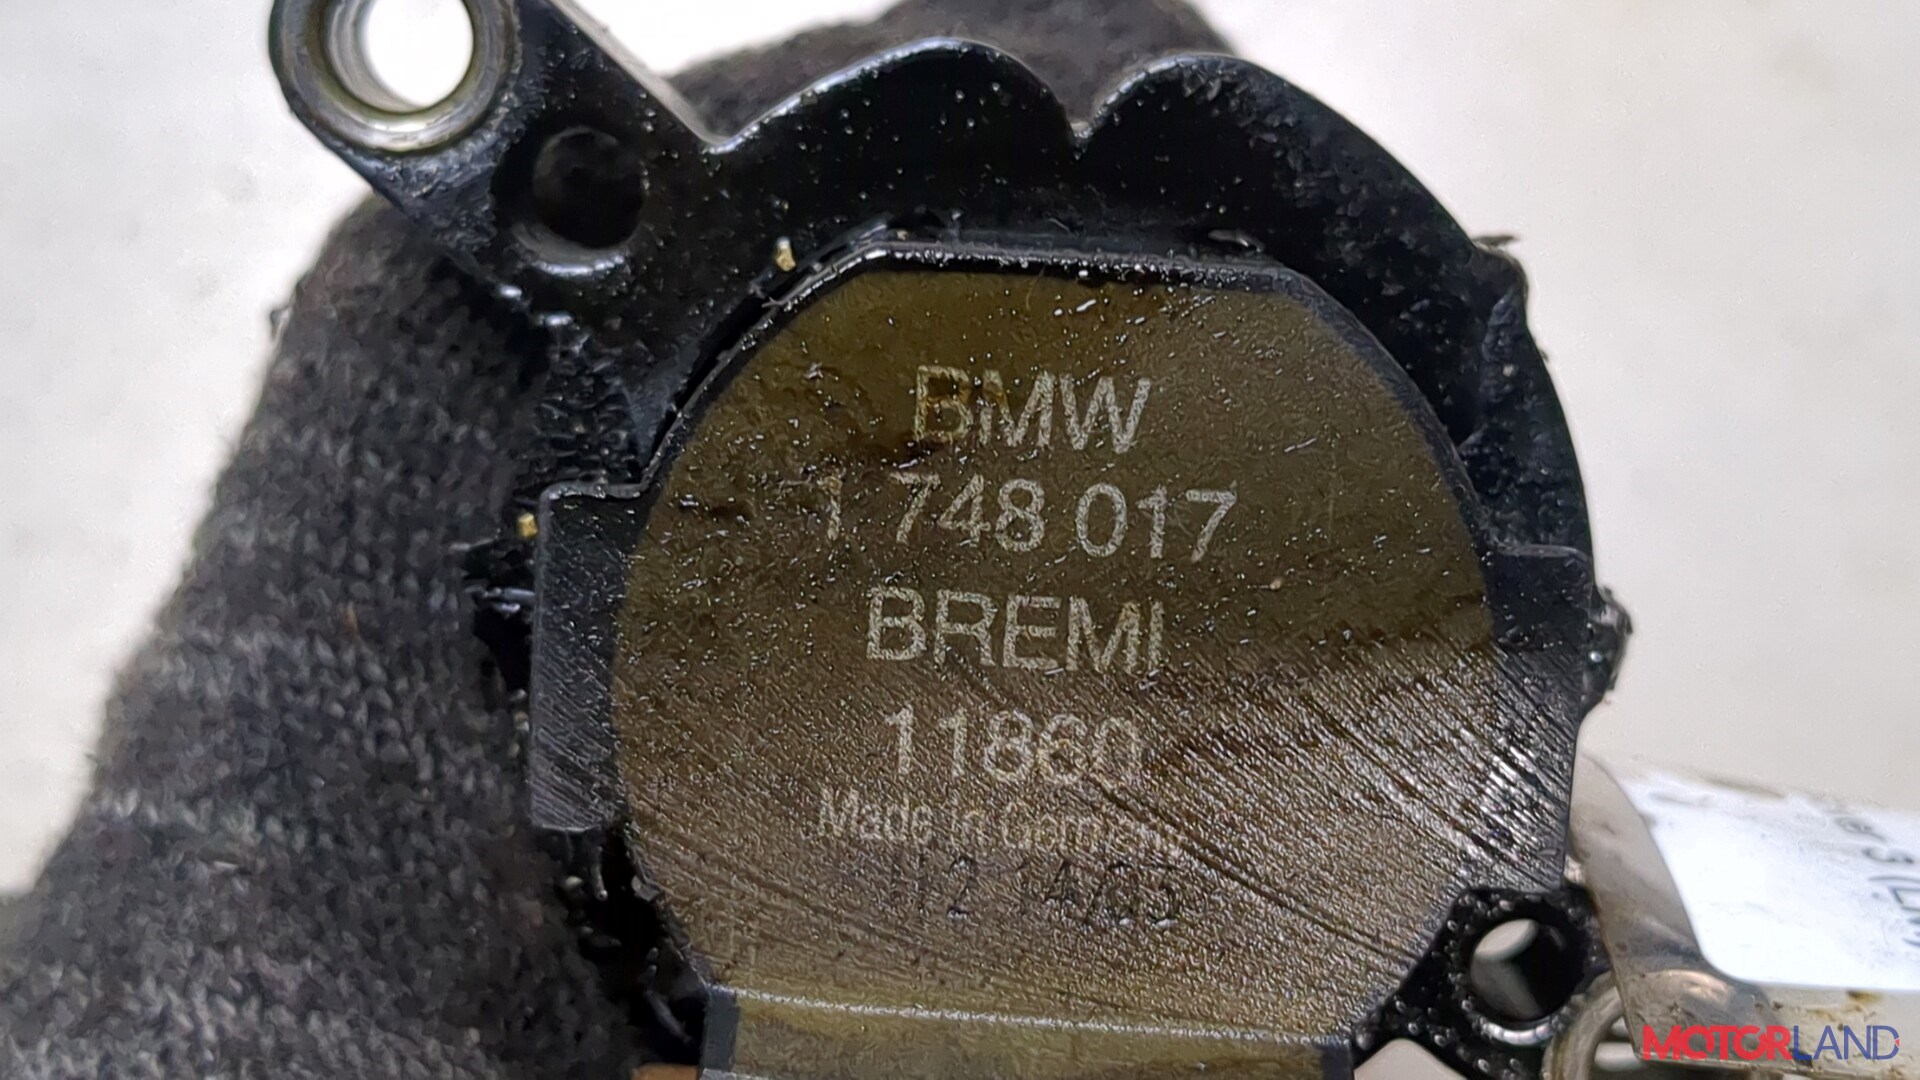 BMW
1 748 017
BREMI
11860
Made in Germany
MOTORLAND